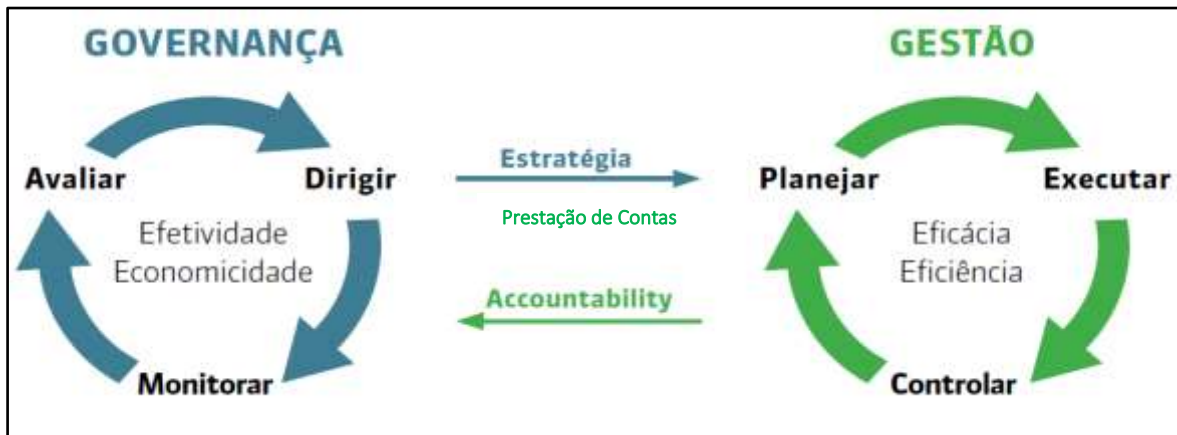 GOVERNANÇA
Avaliar
Dirigir
Efetividade
Economicidade
Monitorar
Estratégia
Prestação de Contas
Accountability
GESTÃO
Planejar
Executar
Eficácia
Eficiência
Controlar